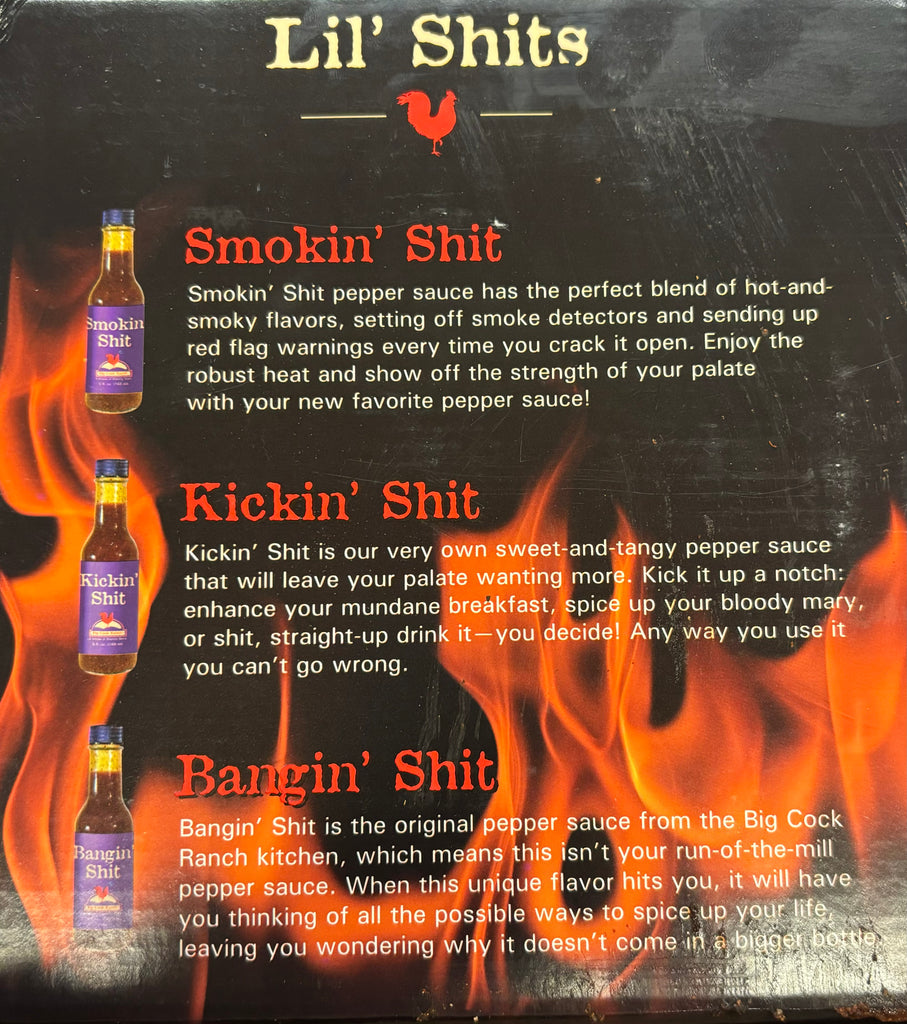 Lil' Shits
Smokin' Shit
Smokin' Shit pepper sauce has the perfect blend of hot-and-
smoky flavors, setting off smoke detectors and sending up
red flag warnings every time you crack it open. Enjoy the
robust heat and show off the strength of your palate
with your new favorite pepper sauce!
Smokin'
Shit
Kickin' Shit
Kickin' Shit is our very own sweet-and-tangy pepper sauce
that will leave your palate wanting more. Kick it up a notch:
enhance your mundane breakfast, spice up your bloody mary,
or shit, straight-up drink it—you decide! Any way you use it
you can't go wrong.
Kickin'
Shit
Bangin' Shit
Bangin' Shit is the original pepper sauce from the Big Cock
Ranch kitchen, which means this isn't your run-of-the-mill
pepper sauce. When this unique flavor hits you, it will have
you thinking of all the possible ways to spice up your life,
leaving you wondering why it doesn't come in a bigger bottle.
Bangin'
Shit